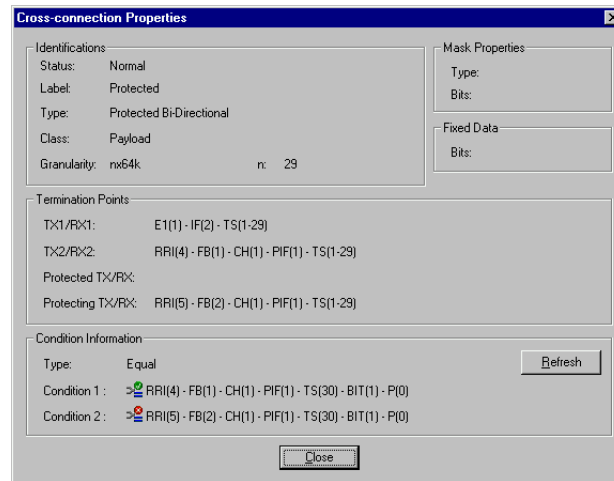 Cross-connection Properties
Identifications
Status: Normal
Label: Protected
Type: Protected Bi-Directional
Class: Payload
Granularity: nx64k n: 29
Mask Properties
Type:
Bits:
Fixed Data
Bits:
Termination Points
TX1/RX1: E1(1) - IF(2) - TS(1-29)
TX2/RX2: RRI(4) - FB(1) - CH(1) - PIF(1) - TS(1-29)
Protected TX/RX:
Protecting TX/RX: RRI(5) - FB(2) - CH(1) - PIF(1) - TS(1-29)
Condition Information
Type: Equal
Refresh
Condition 1 : RRI(4) - FB(1) - CH(1) - PIF(1) - TS(30) - BIT(1) - P(0)
Condition 2 : RRI(5) - FB(2) - CH(1) - PIF(1) - TS(30) - BIT(1) - P(0)
Close